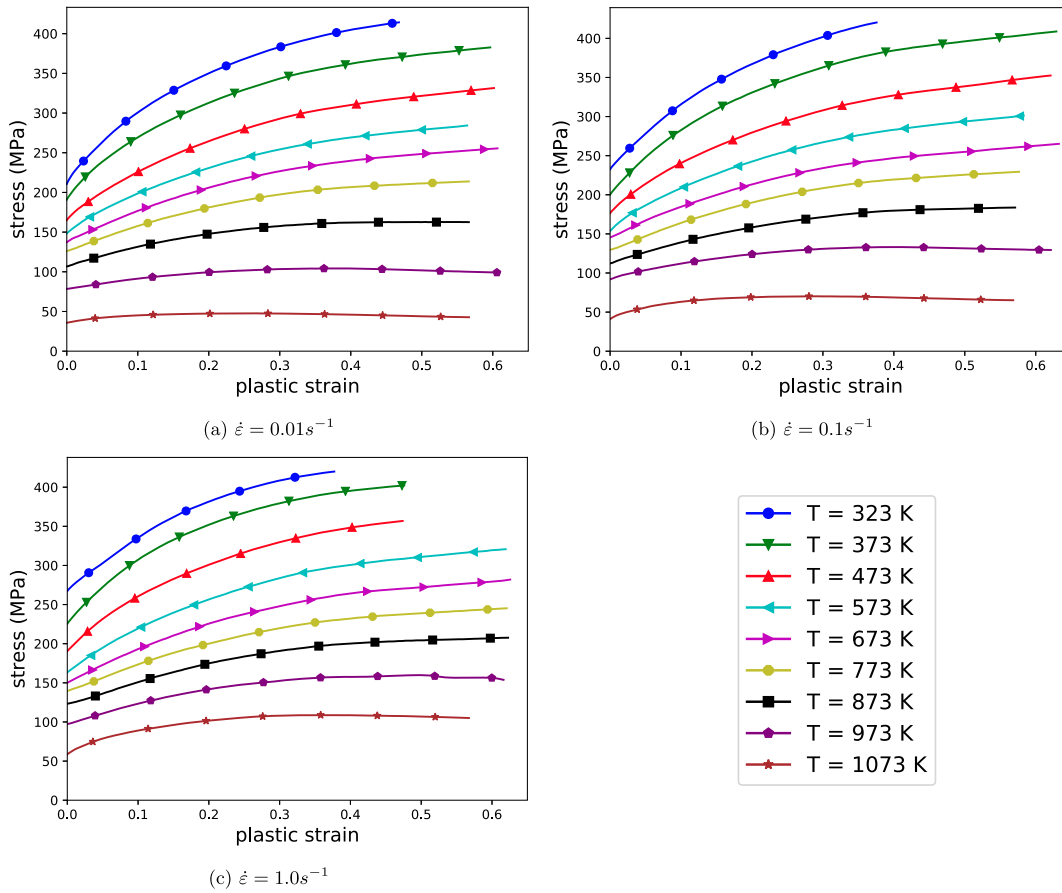 400
350
300
250
200
150
100
50
0
stress (MPa)
0.0 0.1 0.2 0.3 0.4 0.5 0.6
plastic strain
(a) ε̇ = 0.01s⁻¹
400
350
300
250
200
150
100
50
0
stress (MPa)
0.0 0.1 0.2 0.3 0.4 0.5 0.6
plastic strain
(b) ε̇ = 0.1s⁻¹
400
350
300
250
200
150
100
50
0
stress (MPa)
0.0 0.1 0.2 0.3 0.4 0.5 0.6
plastic strain
(c) ε̇ = 1.0s⁻¹
T = 323 K
T = 373 K
T = 473 K
T = 573 K
T = 673 K
T = 773 K
T = 873 K
T = 973 K
T = 1073 K